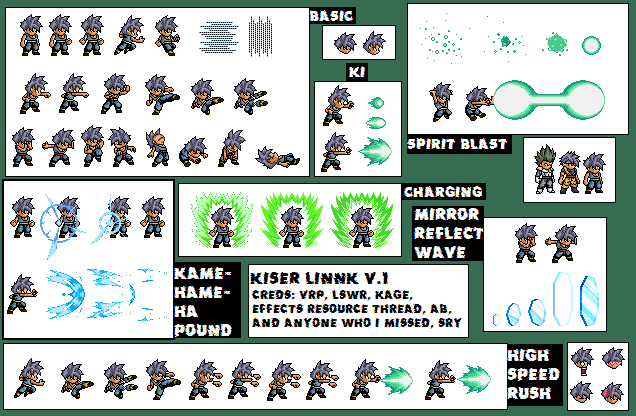 BASIC
KI
SPIRIT BLAST
CHARGING
MIRROR
REFLECT
WAVE
KAME-
HAME-
HA
POUND
KISER LINNK V.1
CREDS: VRP, LSWR, KAGE,
EFFECTS RESOURCE THREAD, AB,
AND ANYONE WHO I MISSED, SRY
HIGH
SPEED
RUSH